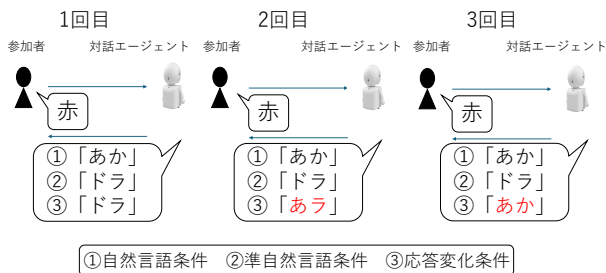 1回目
2回目
3回目
参加者
対話エージェント
参加者
対話エージェント
参加者
対話エージェント
赤
赤
赤
①「あか」
②「ドラ」
③「ドラ」
①「あか」
②「ドラ」
③「あラ」
①「あか」
②「ドラ」
③「あか」
①自然言語条件 ②準自然言語条件 ③応答変化条件